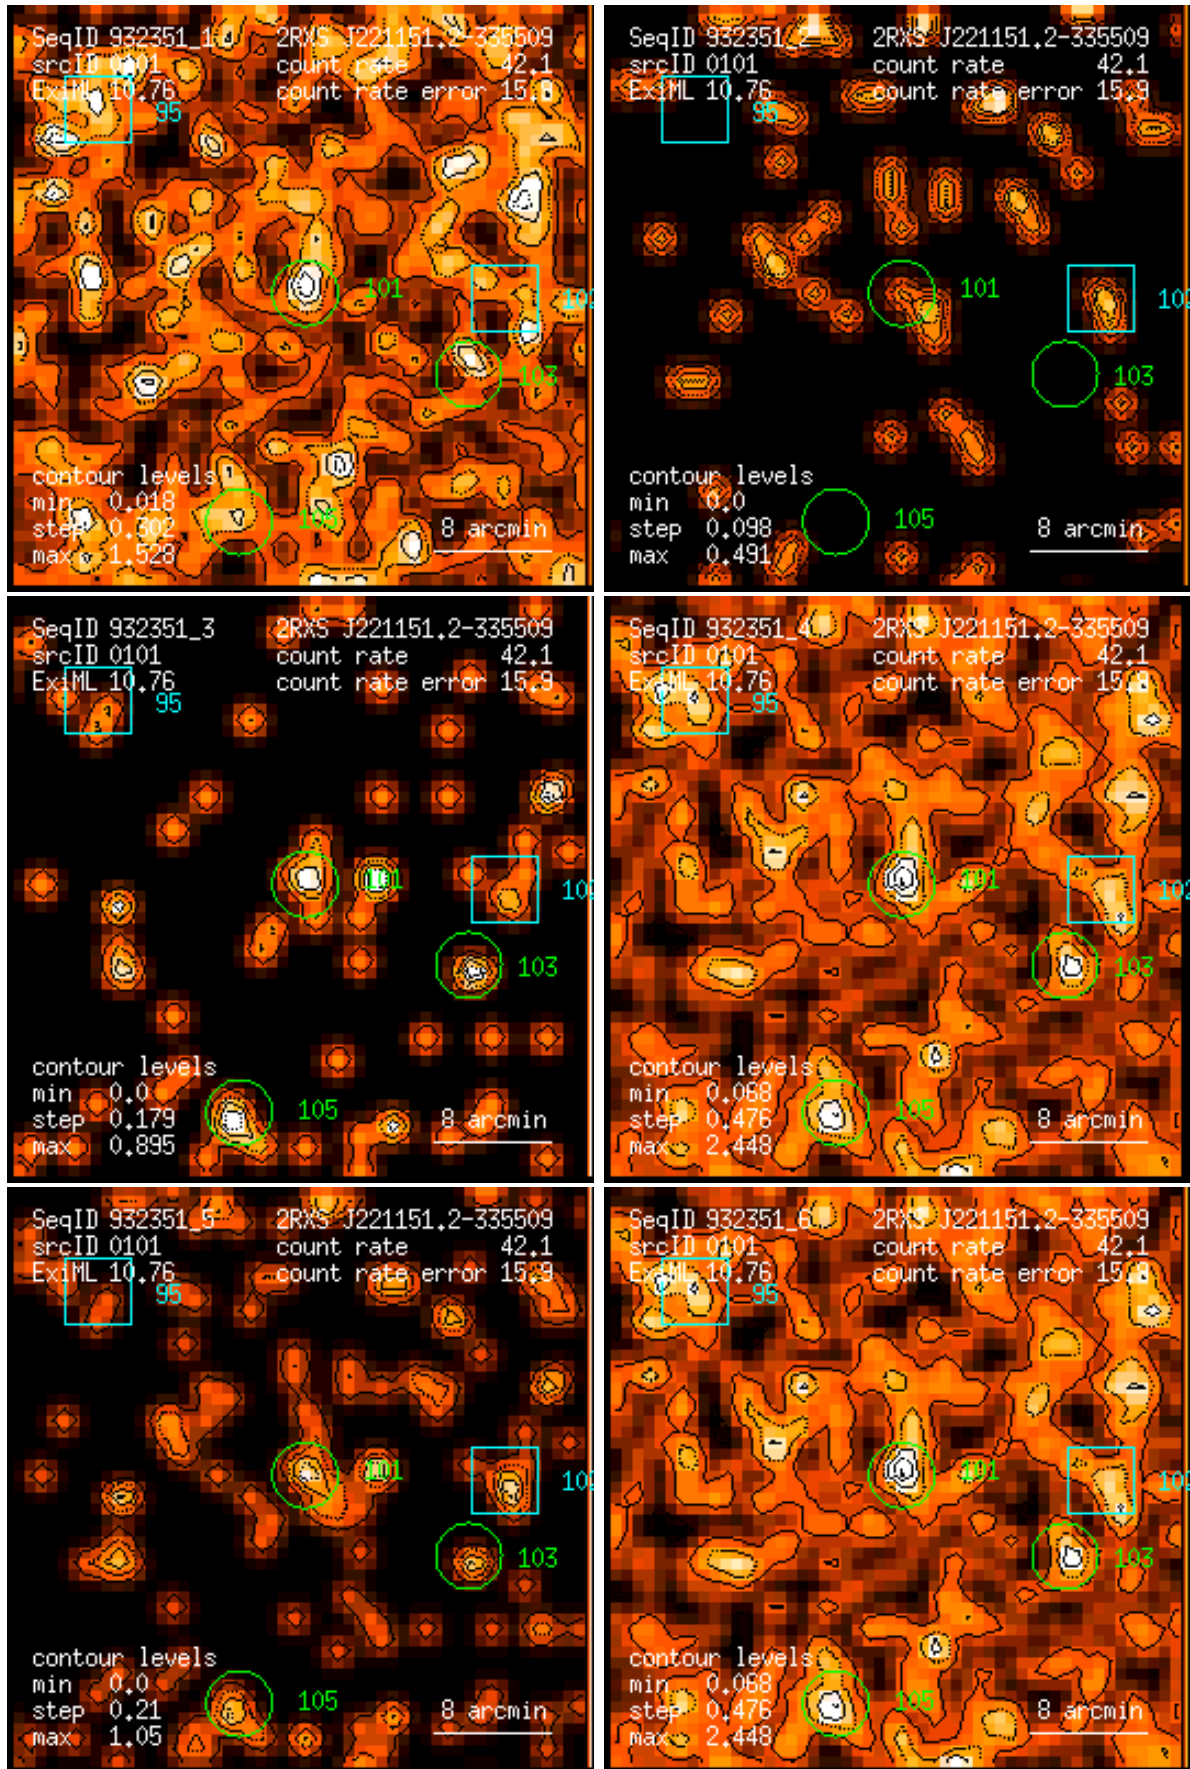 SeqID 932351_1 2RXS J221151.2-335509
srcID 0101 count rate 42.1
ExiML 10.76 count rate error 15.9
95
101
102
103
contour levels
min 0.018
step 0.302
max 1.528
105
8 arcmin
SeqID 932351_2 2RXS J221151.2-335509
srcID 0101 count rate 42.1
ExiML 10.76 count rate error 15.9
95
101
102
103
contour levels
min 0.0
step 0.098
max 0.491
105
8 arcmin
SeqID 932351_3 2RXS J221151.2-335509
srcID 0101 count rate 42.1
ExiML 10.76 count rate error 15.9
95
101
102
103
contour levels
min 0.0
step 0.179
max 0.895
105
8 arcmin
SeqID 932351_4 2RXS J221151.2-335509
srcID 0101 count rate 42.1
ExiML 10.76 count rate error 15.9
95
101
102
103
contour levels
min 0.068
step 0.476
max 2.448
105
8 arcmin
SeqID 932351_5 2RXS J221151.2-335509
srcID 0101 count rate 42.1
ExiML 10.76 count rate error 15.9
95
101
102
103
contour levels
min 0.0
step 0.21
max 1.05
105
8 arcmin
SeqID 932351_6 2RXS J221151.2-335509
srcID 0101 count rate 42.1
ExiML 10.76 count rate error 15.9
95
101
102
103
contour levels
min 0.068
step 0.476
max 2.448
105
8 arcmin